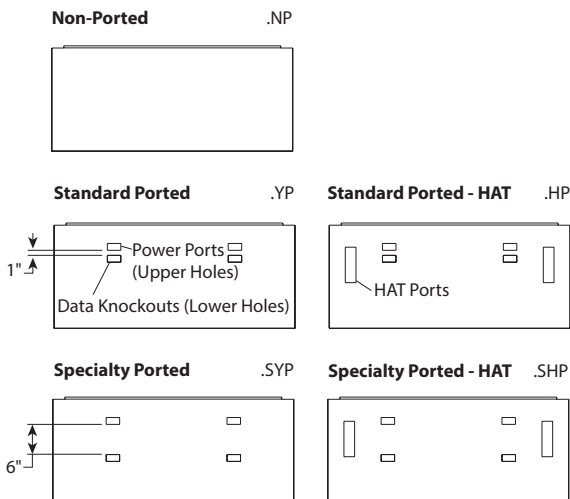 Non-Ported .NP
Standard Ported .YP
Standard Ported - HAT .HP
1"
Power Ports
(Upper Holes)
Data Knockouts (Lower Holes)
HAT Ports
Specialty Ported .SYP
Specialty Ported - HAT .SHP
6"